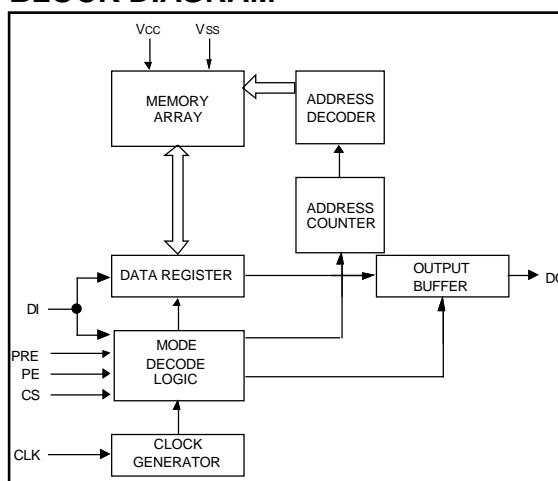 BLOCK DIAGRAM
Vcc Vss
MEMORY
ARRAY
ADDRESS
DECODER
ADDRESS
COUNTER
DATA REGISTER
OUTPUT
BUFFER
DI
PRE
PE
CS
MODE
DECODE
LOGIC
CLK
CLOCK
GENERATOR